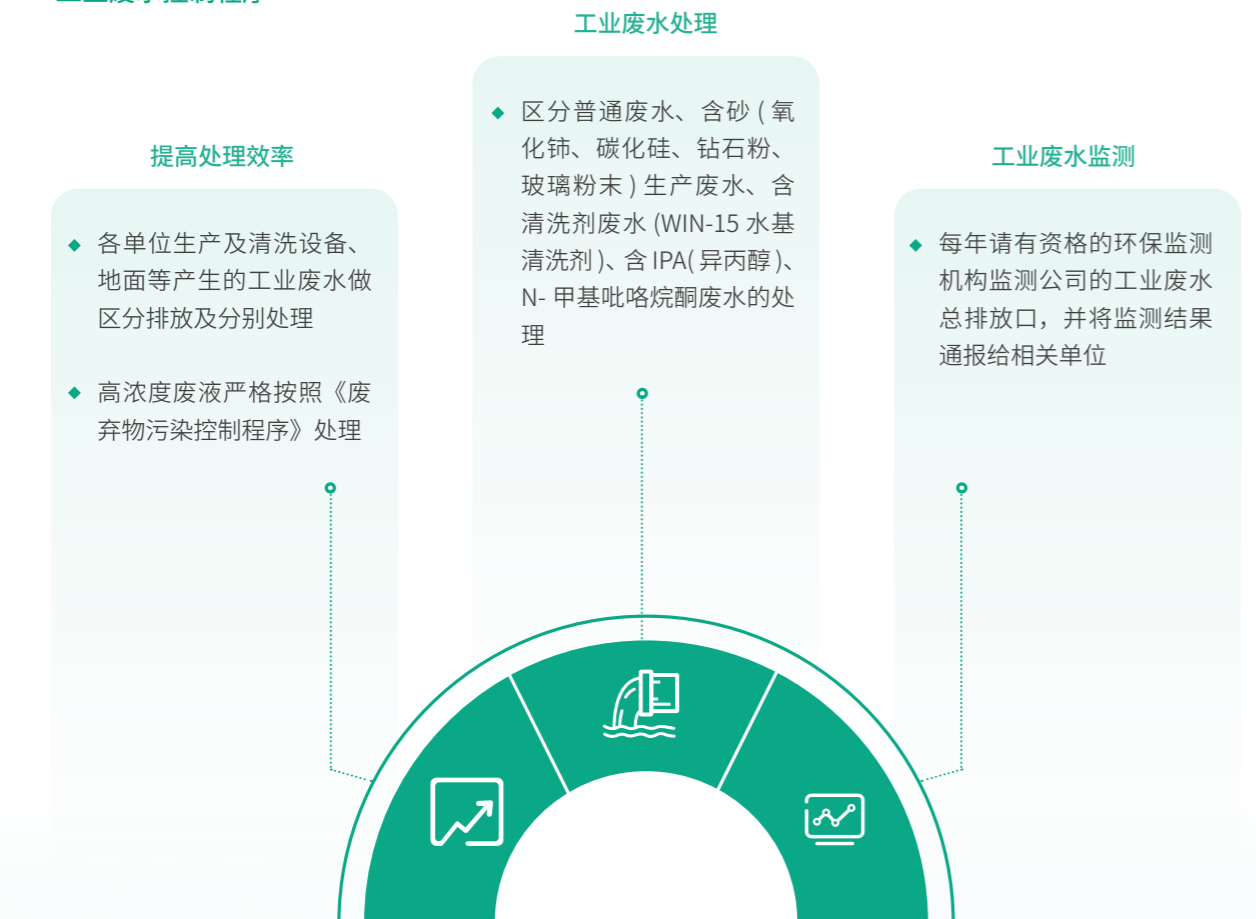 工业废水处理
区分普通废水、含砂 ( 氧
化铈、碳化硅、钻石粉、
玻璃粉末 ) 生产废水、含
清洗剂废水 (WIN-15 水基
清洗剂 )、含 IPA( 异丙醇 )、
N- 甲基吡咯烷酮废水的处
理
提高处理效率
各单位生产及清洗设备、
地面等产生的工业废水做
区分排放及分别处理
高浓度废液严格按照《废
弃物污染控制程序》处理
工业废水监测
每年请有资格的环保监测
机构监测公司的工业废水
总排放口，并将监测结果
通报给相关单位